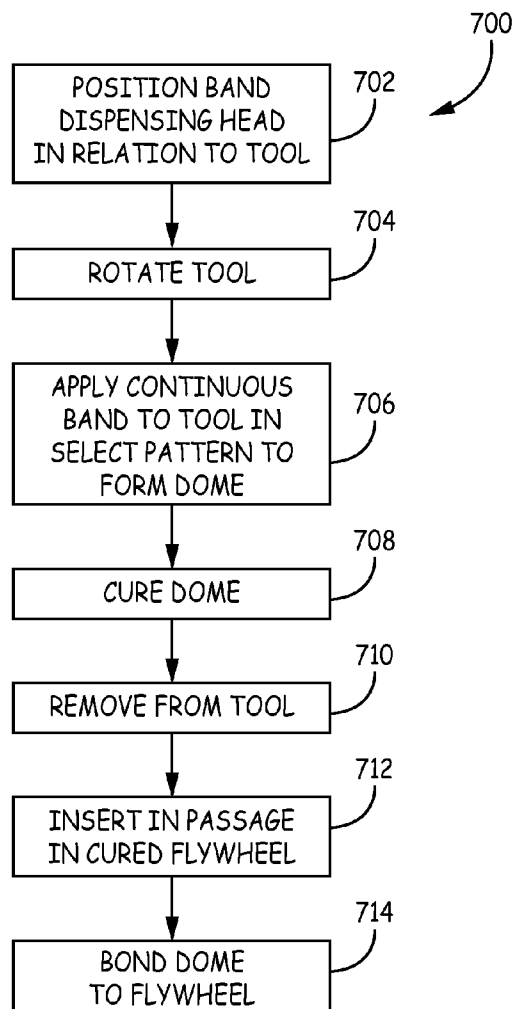 700
POSITION BAND
DISPENSING HEAD
IN RELATION TO TOOL
702
ROTATE TOOL
704
APPLY CONTINUOUS
BAND TO TOOL IN
SELECT PATTERN TO
FORM DOME
706
CURE DOME
708
REMOVE FROM TOOL
710
INSERT IN PASSAGE
IN CURED FLYWHEEL
712
BOND DOME
TO FLYWHEEL
714